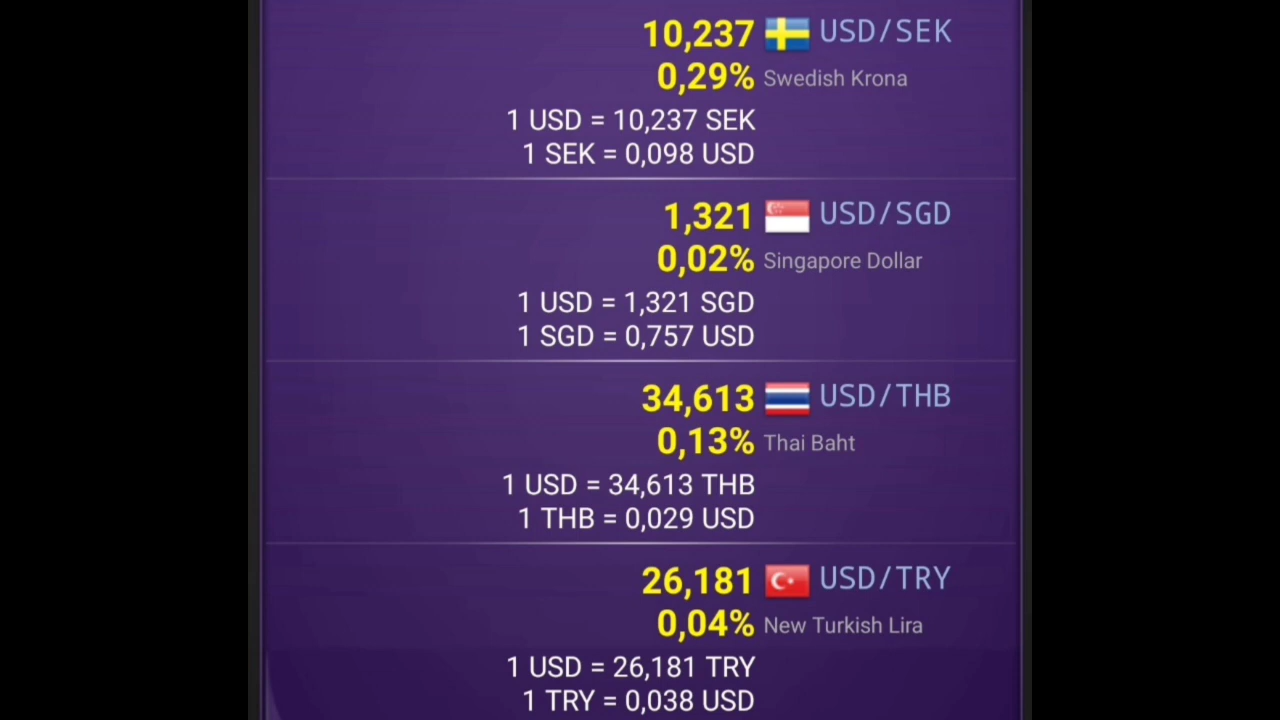 10,237 USD/SEK
0,29% Swedish Krona
1 USD = 10,237 SEK
1 SEK = 0,098 USD
1,321 USD/SGD
0,02% Singapore Dollar
1 USD = 1,321 SGD
1 SGD = 0,757 USD
34,613 USD/THB
0,13% Thai Baht
1 USD = 34,613 THB
1 THB = 0,029 USD
26,181 USD/TRY
0,04% New Turkish Lira
1 USD = 26,181 TRY
1 TRY = 0,038 USD